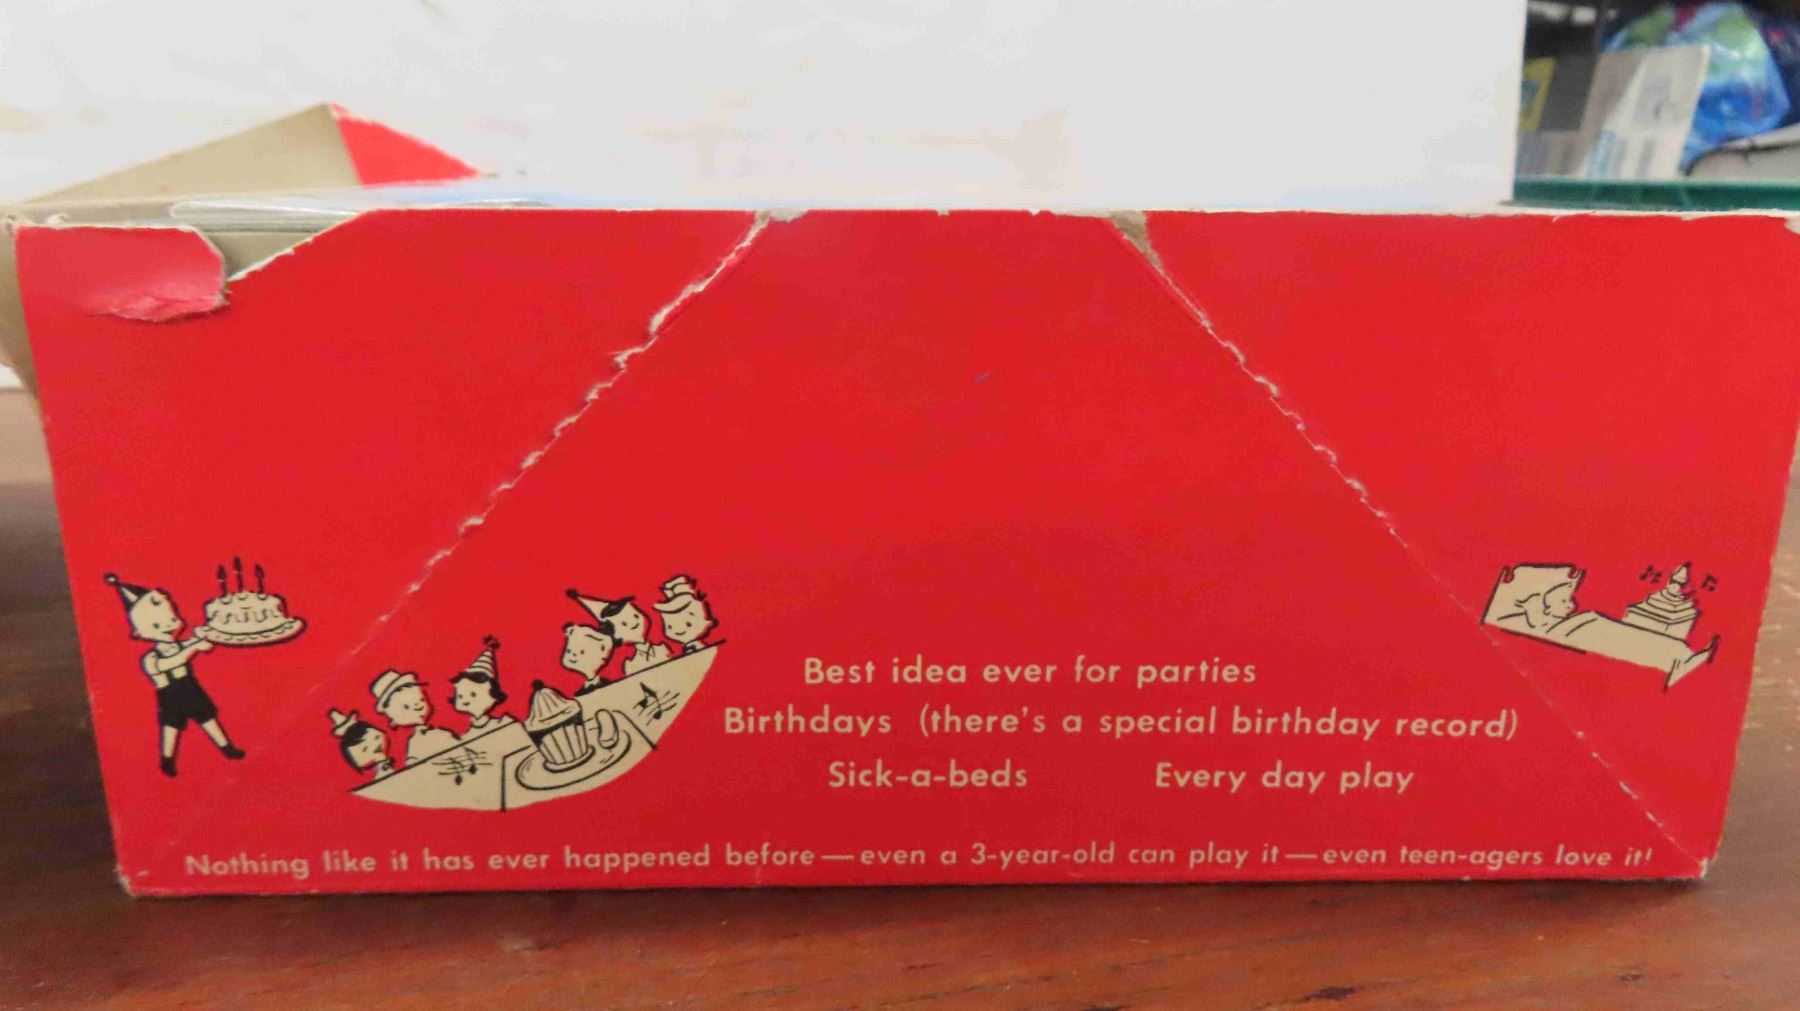 Best idea ever for parties
Birthdays (there's a special birthday record)
Sick-a-beds Every day play
Nothing like it has ever happened before—even a 3-year-old can play it—even teen-agers love it!